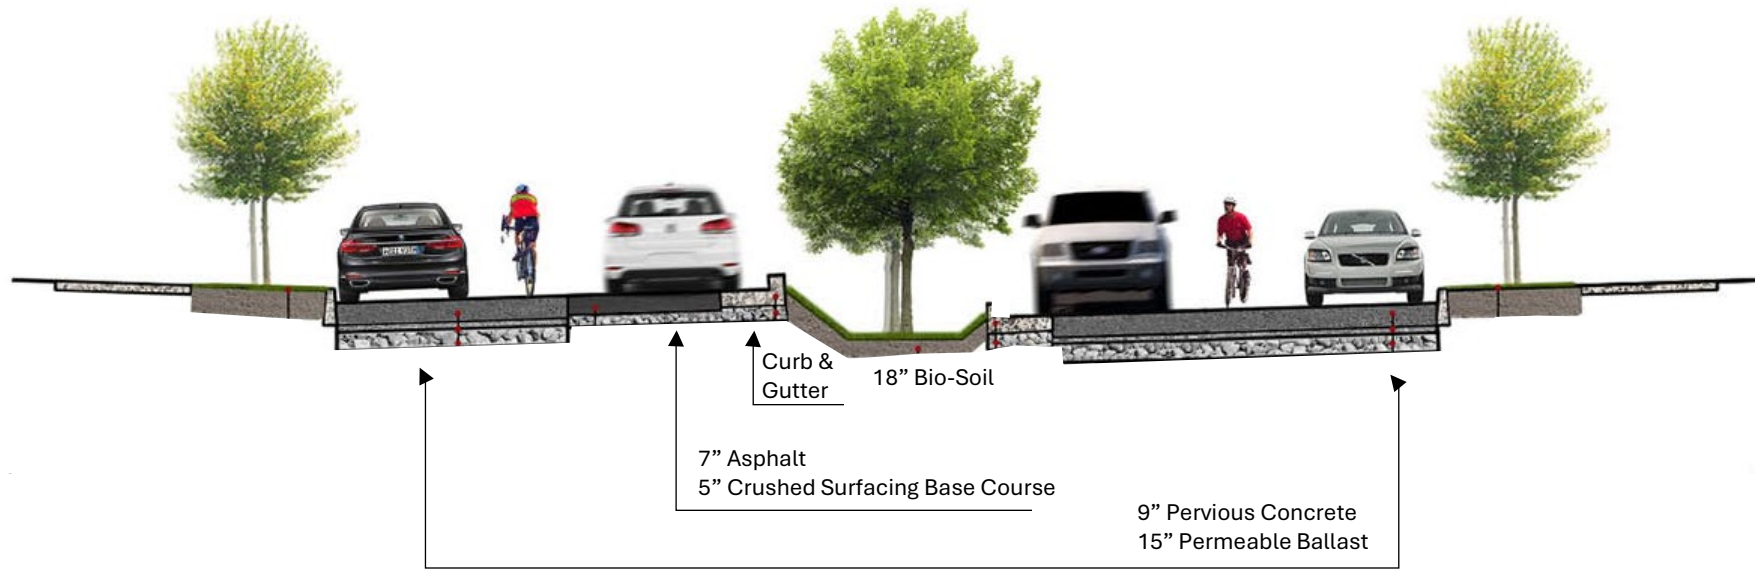 Curb &
Gutter
18” Bio-Soil
7” Asphalt
5” Crushed Surfacing Base Course
9” Pervious Concrete
15” Permeable Ballast